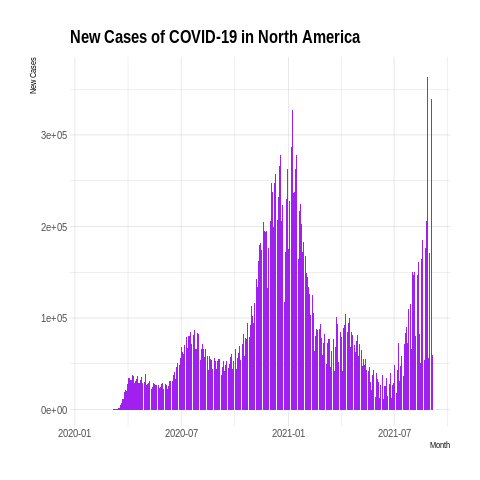 New Cases of COVID-19 in North America
New Cases
3e+05
2e+05
1e+05
0e+00
2020-01 2020-07 2021-01 2021-07
Month